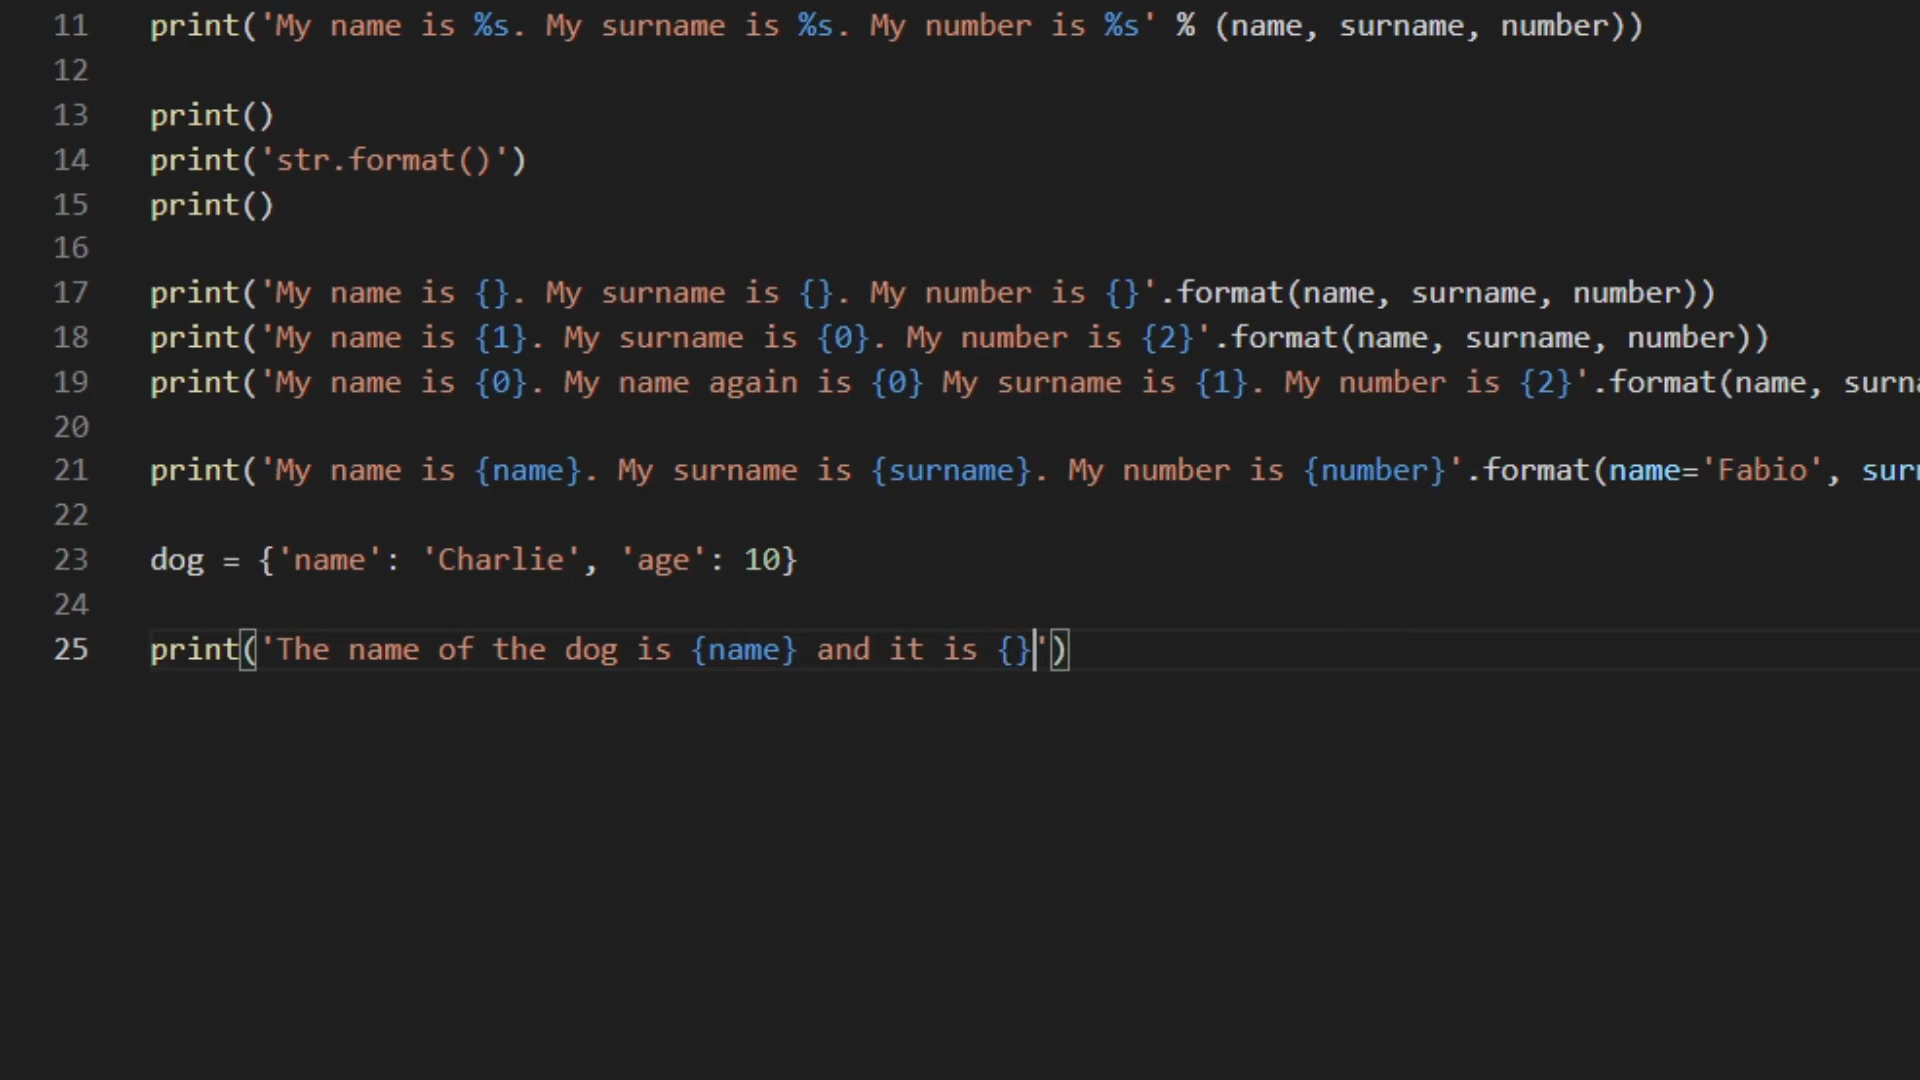 11 print('My name is %s. My surname is %s. My number is %s' % (name, surname, number))
12
13 print()
14 print('str.format()')
15 print()
16
17 print('My name is {}. My surname is {}. My number is {}'.format(name, surname, number))
18 print('My name is {1}. My surname is {0}. My number is {2}'.format(name, surname, number))
19 print('My name is {0}. My name again is {0} My surname is {1}. My number is {2}'.format(name, surna
20
21 print('My name is {name}. My surname is {surname}. My number is {number}'.format(name='Fabio', surn
22
23 dog = {'name': 'Charlie', 'age': 10}
24
25 print('The name of the dog is {name} and it is {}')